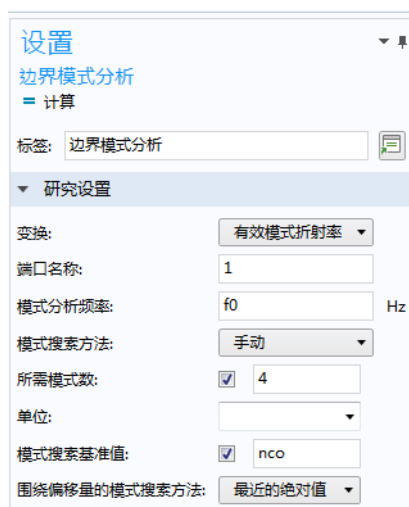 设置
边界模式分析
= 计算
标签: 边界模式分析
研究设置
变换: 有效模式折射率
端口名称: 1
模式分析频率: f0 Hz
模式搜索方法: 手动
所需模式数: 4
单位:
模式搜索基准值: nco
围绕偏移量的模式搜索方法: 最近的绝对值